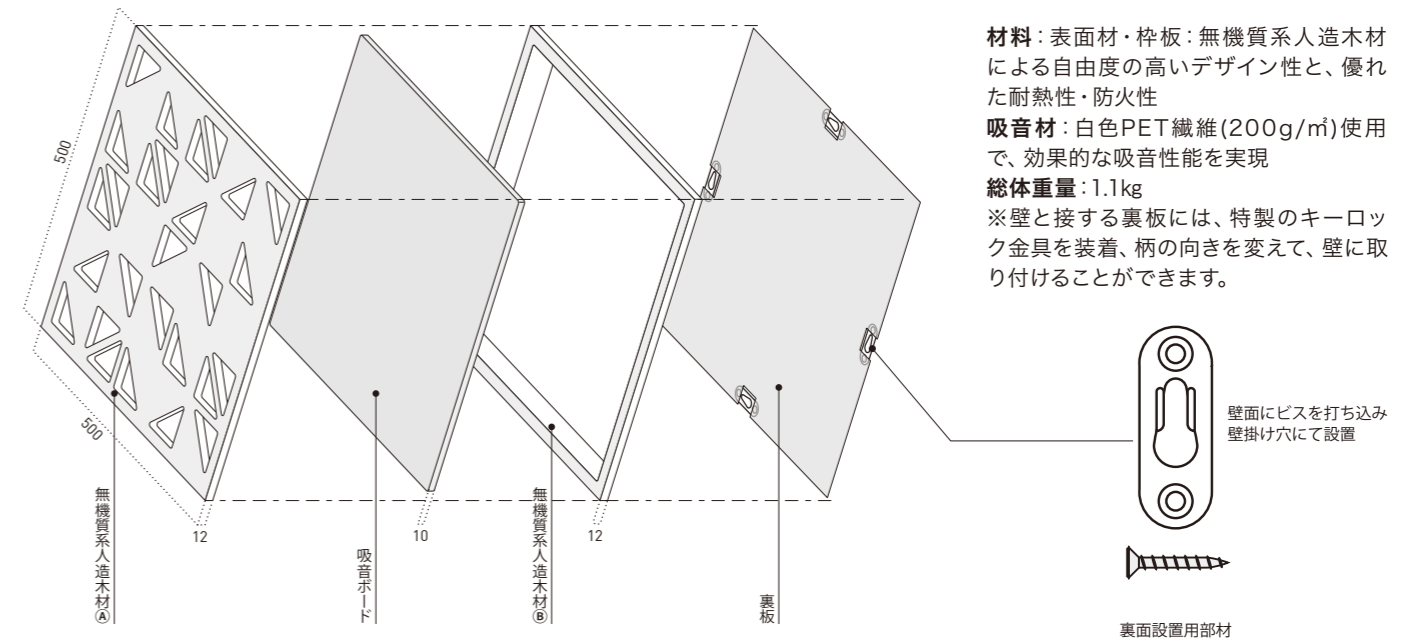 材料：表面材・枠板：無機質系人造木材
による自由度の高いデザイン性と、優れ
た耐熱性・防火性
吸音材：白色PET繊維(200g/㎡)使用
で、効果的な吸音性能を実現
総体重量：1.1kg
※壁と接する裏板には、特製のキーロッ
ク金具を装着、柄の向きを変えて、壁に取
り付けることができます。
500
500
12
10
12
無機質系人造木材Ⓐ
吸音ボード
無機質系人造木材Ⓑ
裏板
壁面にビスを打ち込み
壁掛け穴にて設置
裏面設置用部材